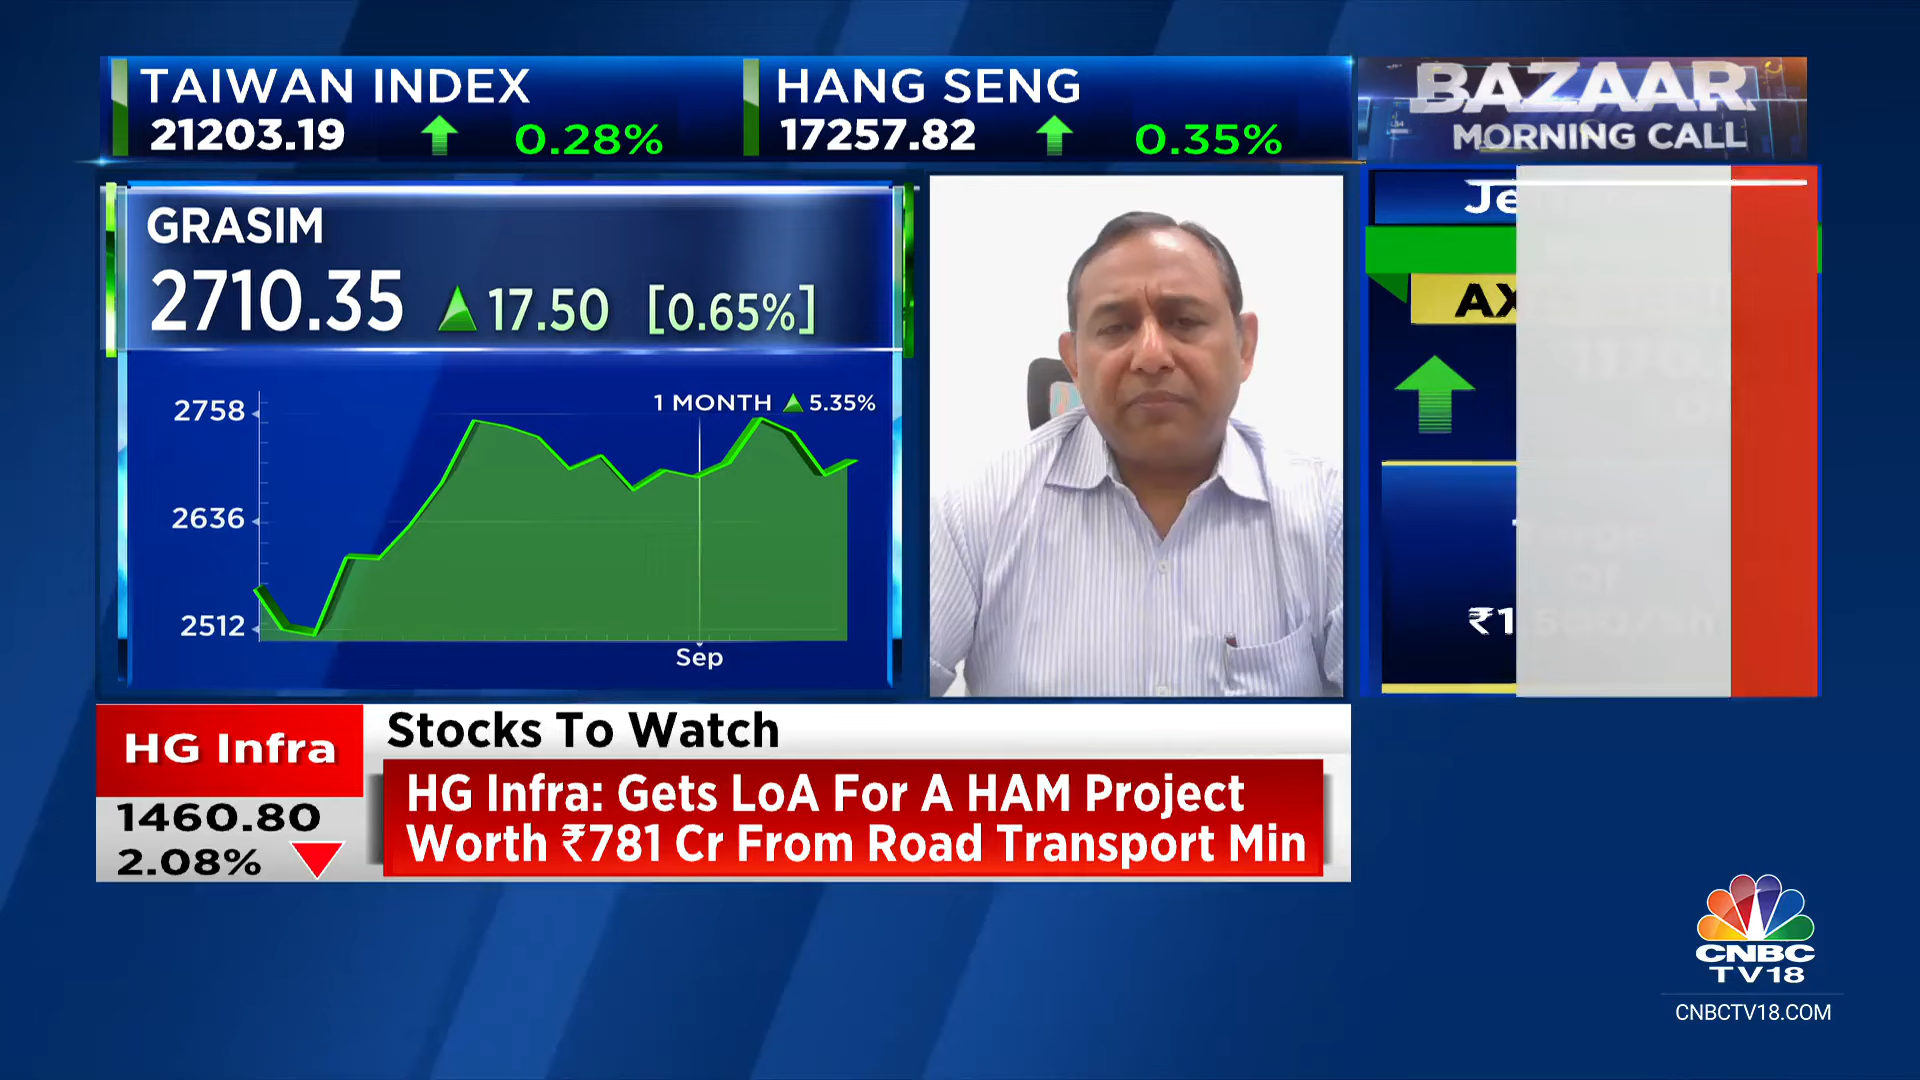 TAIWAN INDEX
21203.19 0.28%
HANG SENG
17257.82 0.35%
BAZAAR
MORNING CALL
GRASIM
2710.35 ▲ 17.50 [0.65%]
1 MONTH ▲ 5.35%
2758
2636
2512
Sep
HG Infra
1460.80
2.08% ▼
Stocks To Watch
HG Infra: Gets LoA For A HAM Project
Worth ₹781 Cr From Road Transport Min
CNBC
TV18
CNBCTV18.COM